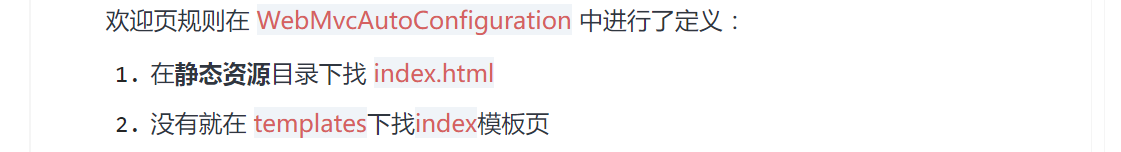 欢迎页规则在 WebMvcAutoConfiguration 中进行了定义：
1. 在静态资源目录下找 index.html
2. 没有就在 templates下找index模板页